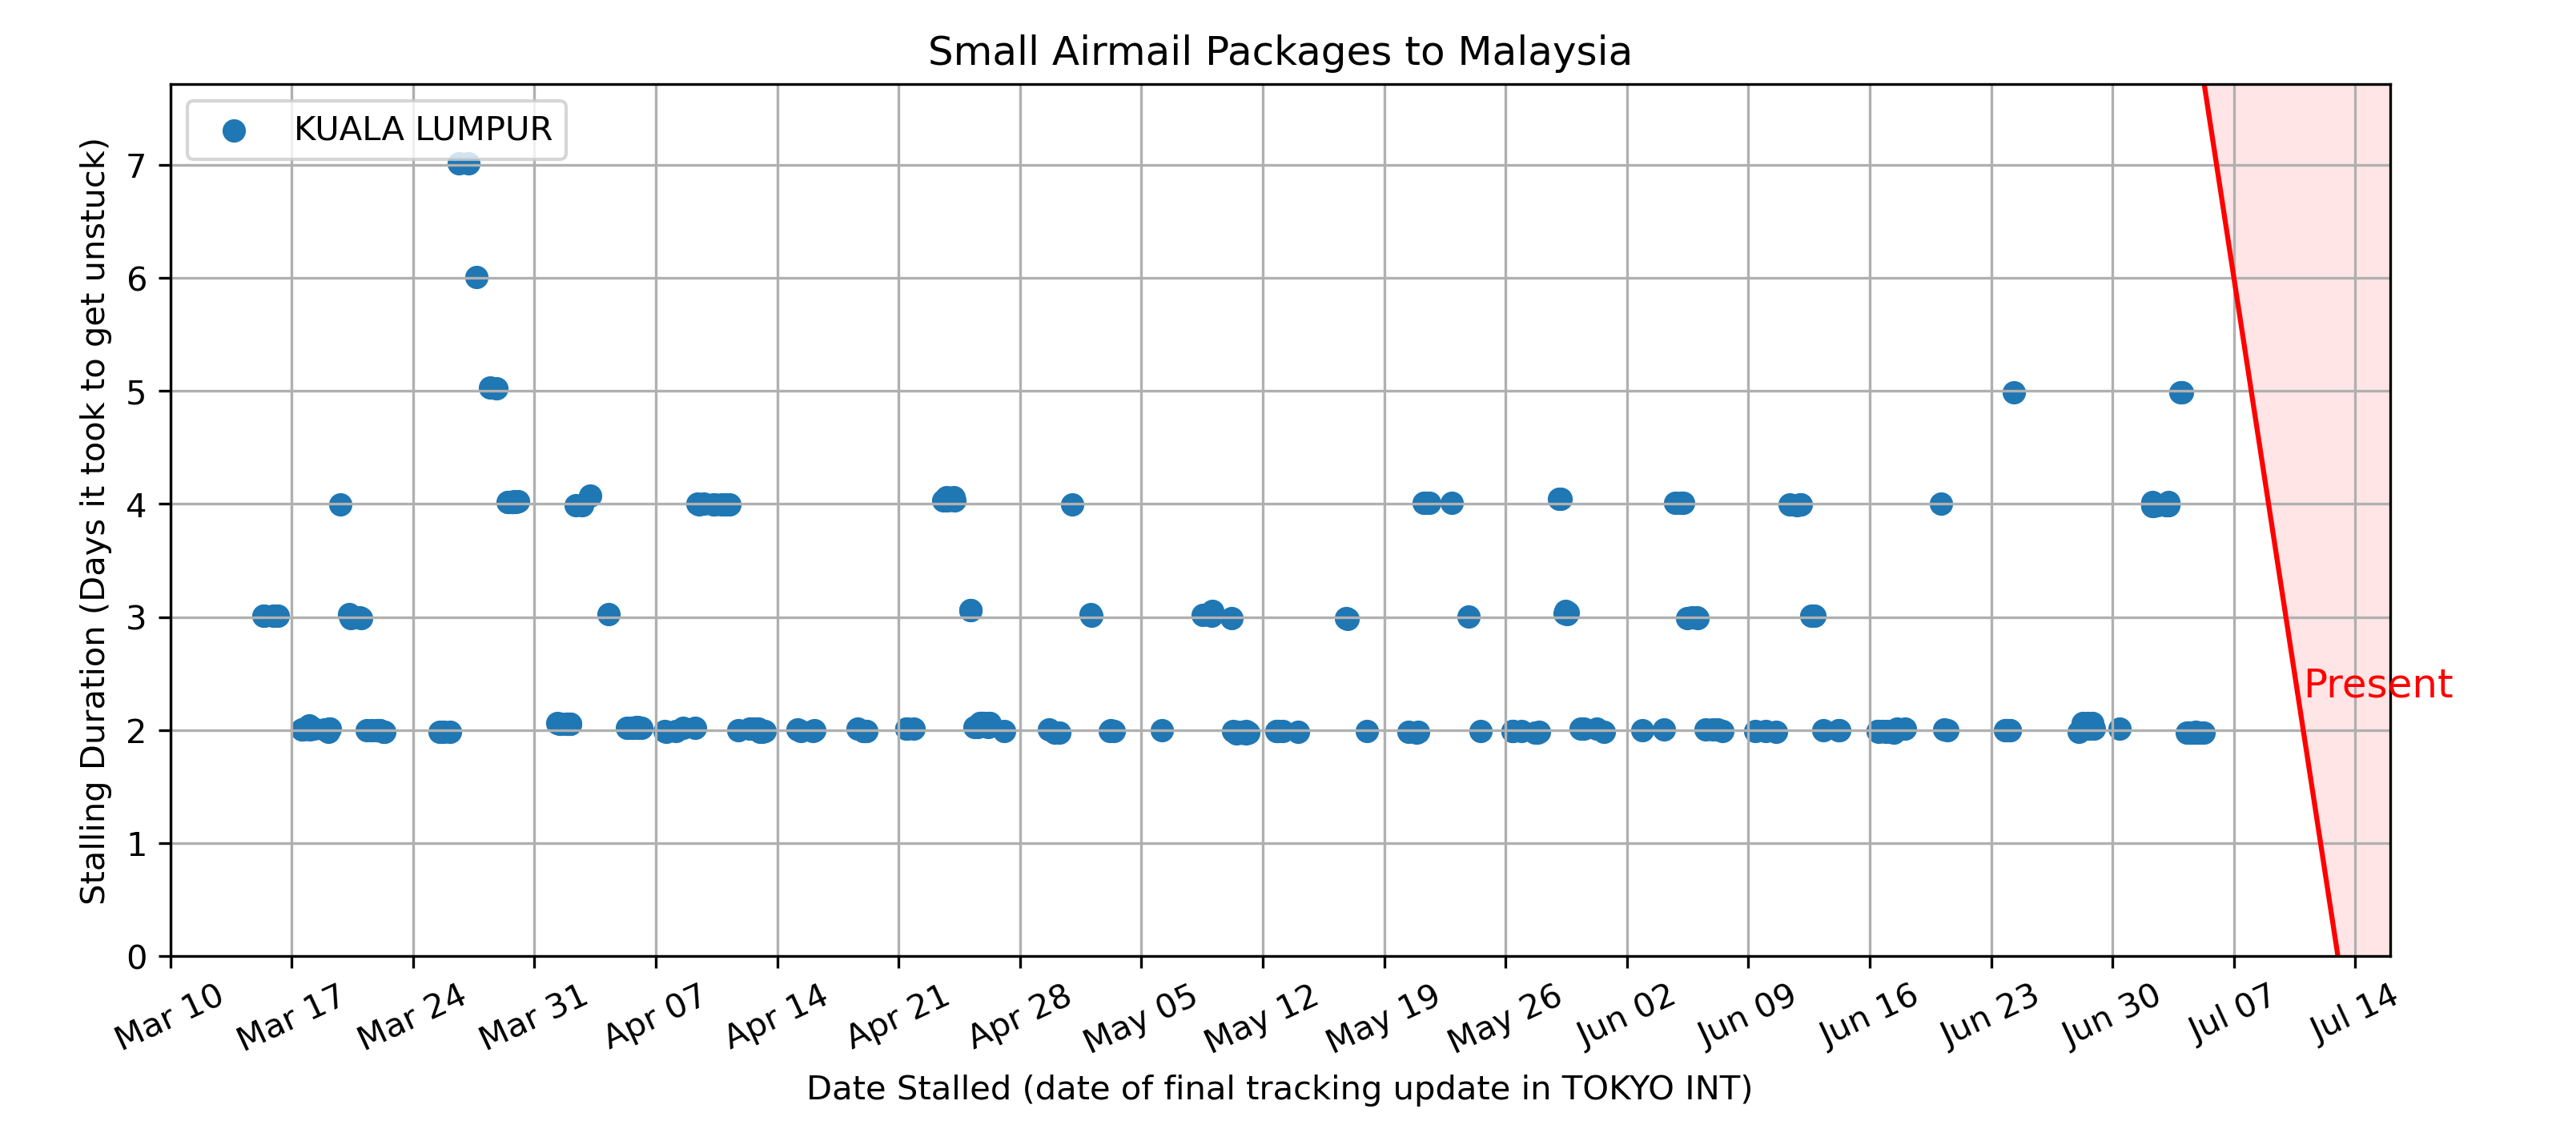 Small Airmail Packages to Malaysia
KUALA LUMPUR
Stalling Duration (Days it took to get unstuck)
7
6
5
4
3
2
1
0
Present
Mar 10
Mar 17
Mar 24
Mar 31
Apr 07
Apr 14
Apr 21
Apr 28
May 05
May 12
May 19
May 26
Jun 02
Jun 09
Jun 16
Jun 23
Jun 30
Jul 07
Jul 14
Date Stalled (date of final tracking update in TOKYO INT)